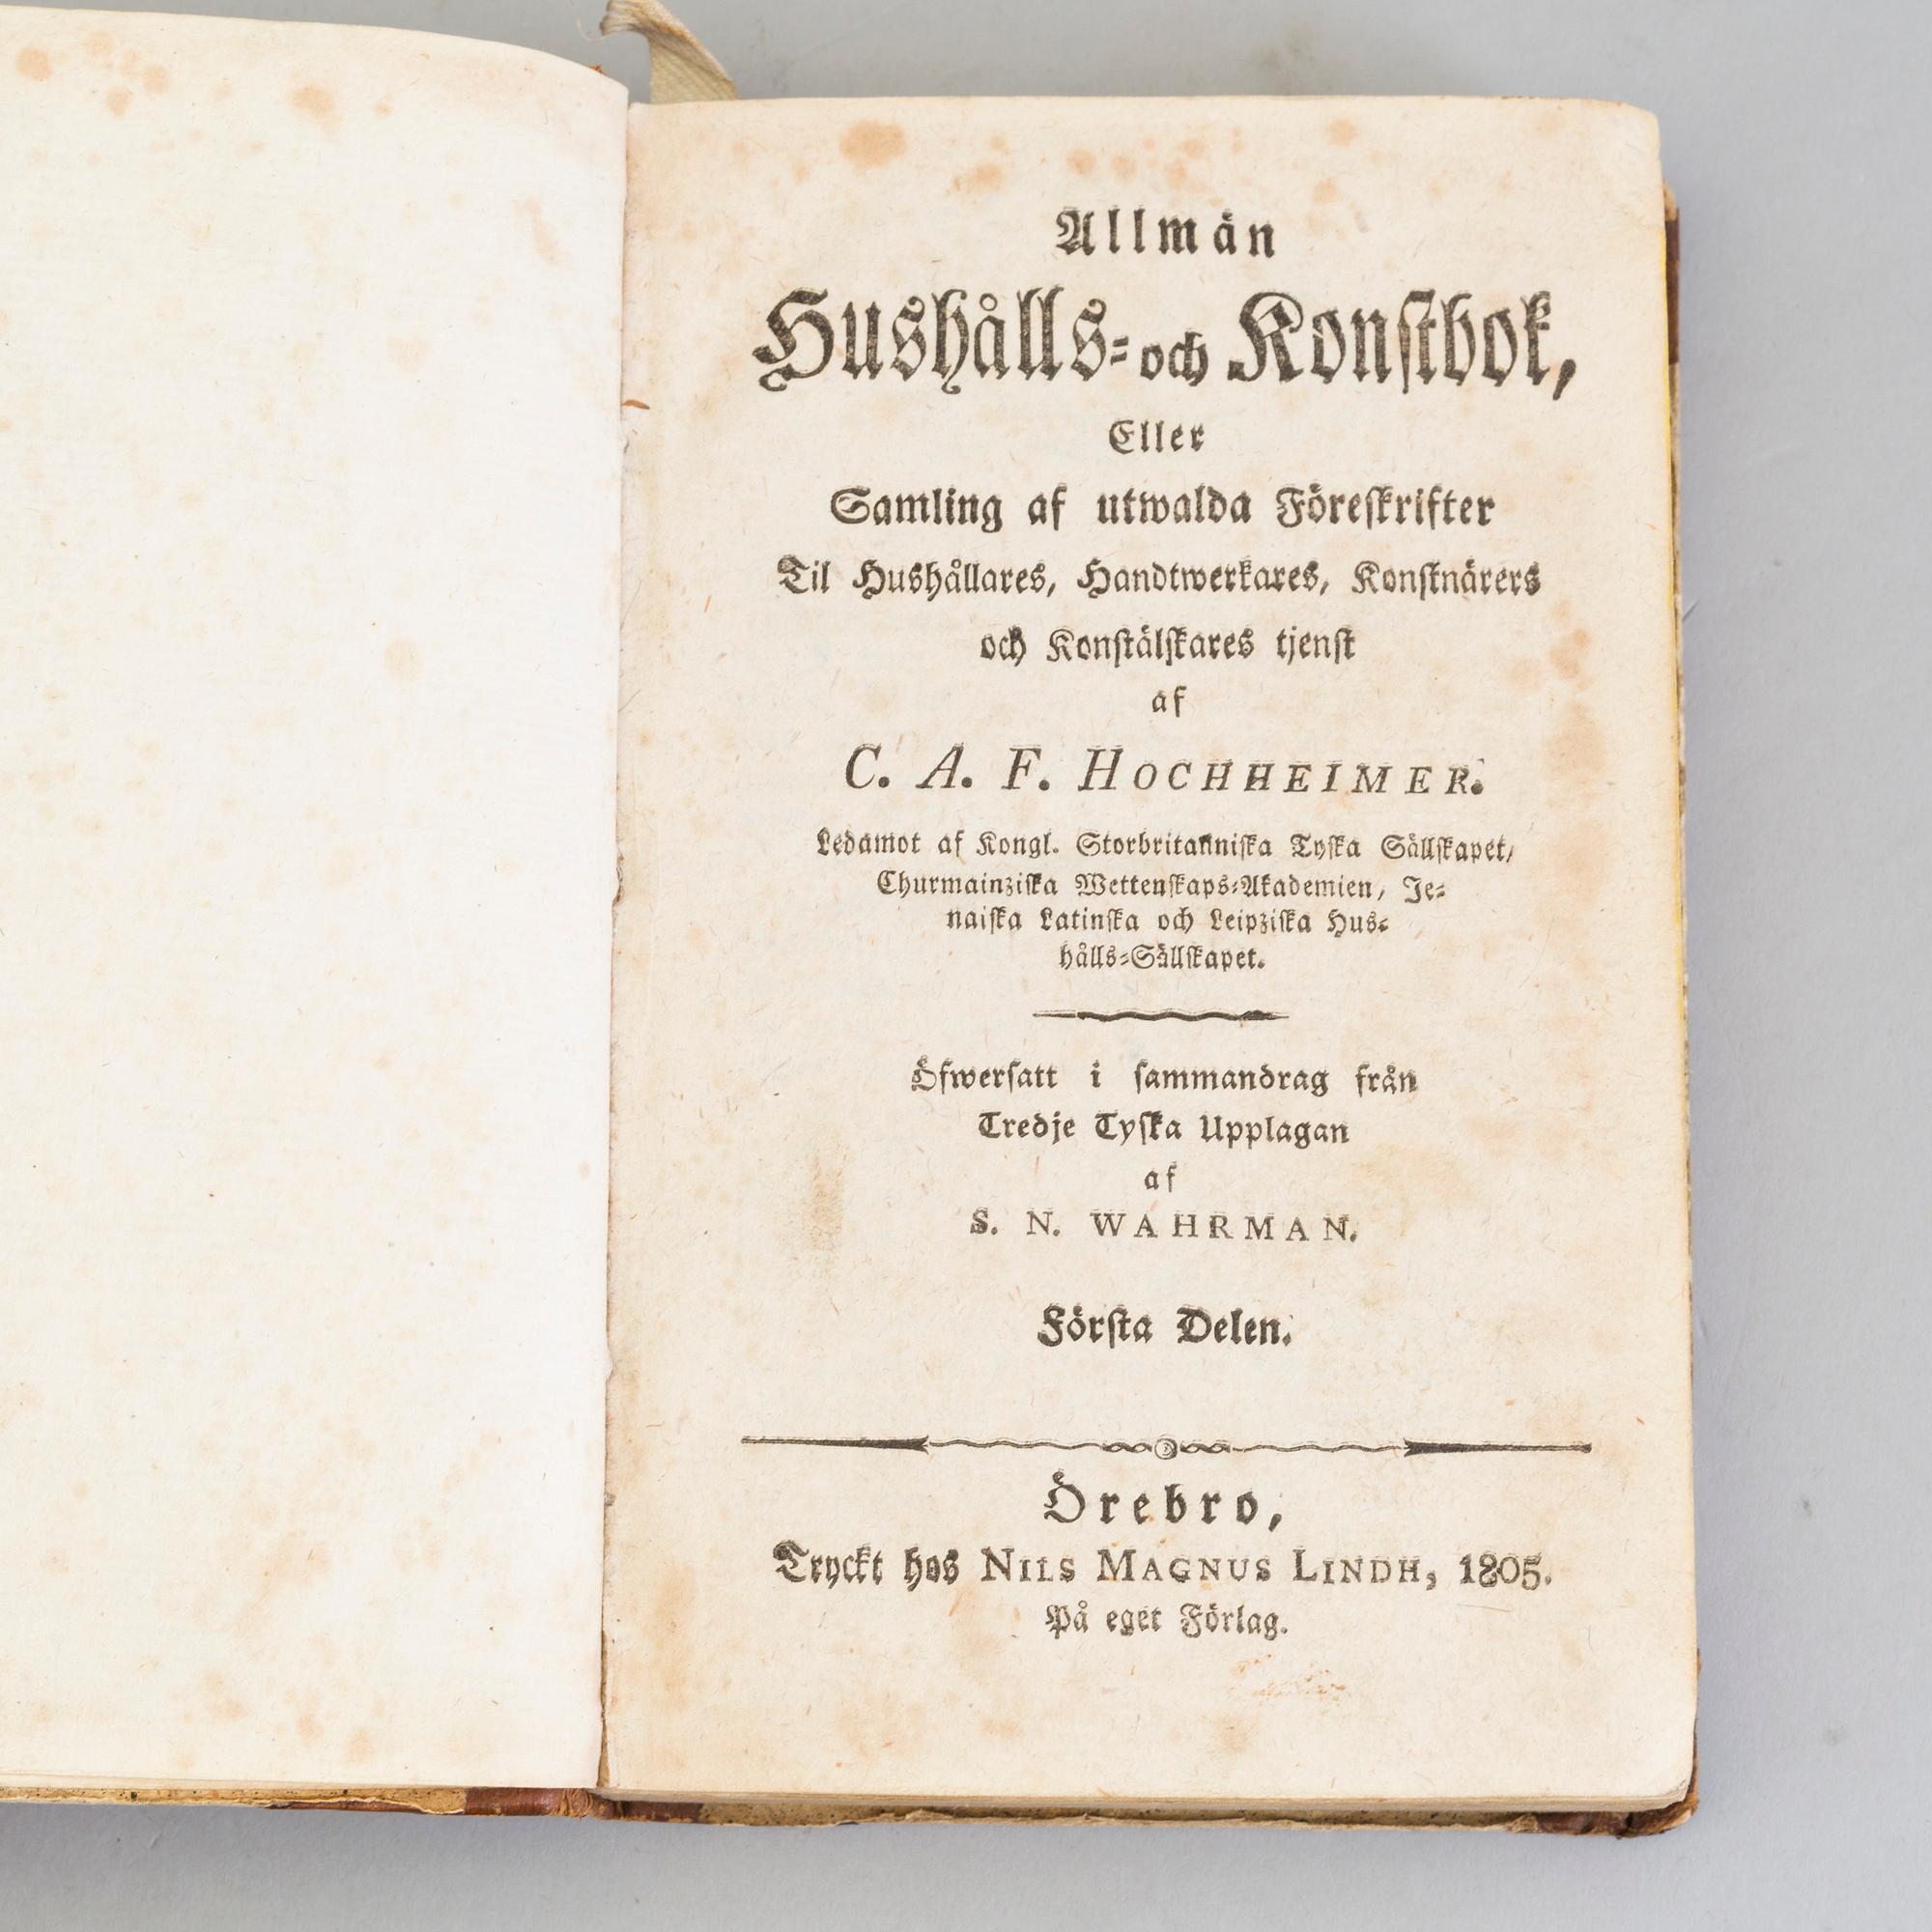 Allmän
Hushålls- och Konstbok,
Eller
Samling af utwalda Föreskrifter
Til Hushållares, Handtwerkares, Konstnärers
och Konstälskares tjenst
af
C. A. F. HOCHHEIMER.
Ledamot af Kongl. Storbritanniska Tyska Sällskapet,
Churmainziska Wettenskaps-Akademien, Je-
naiska Latinska och Leipziska Hus-
hålls-Sällskapet.
Öfwersatt i sammandrag från
Tredje Tyska Upplagan
af
S. N. WAHRMAN.
Första Delen.
Örebro,
Tryckt hos NILS MAGNUS LINDH, 1805.
På eget Förlag.